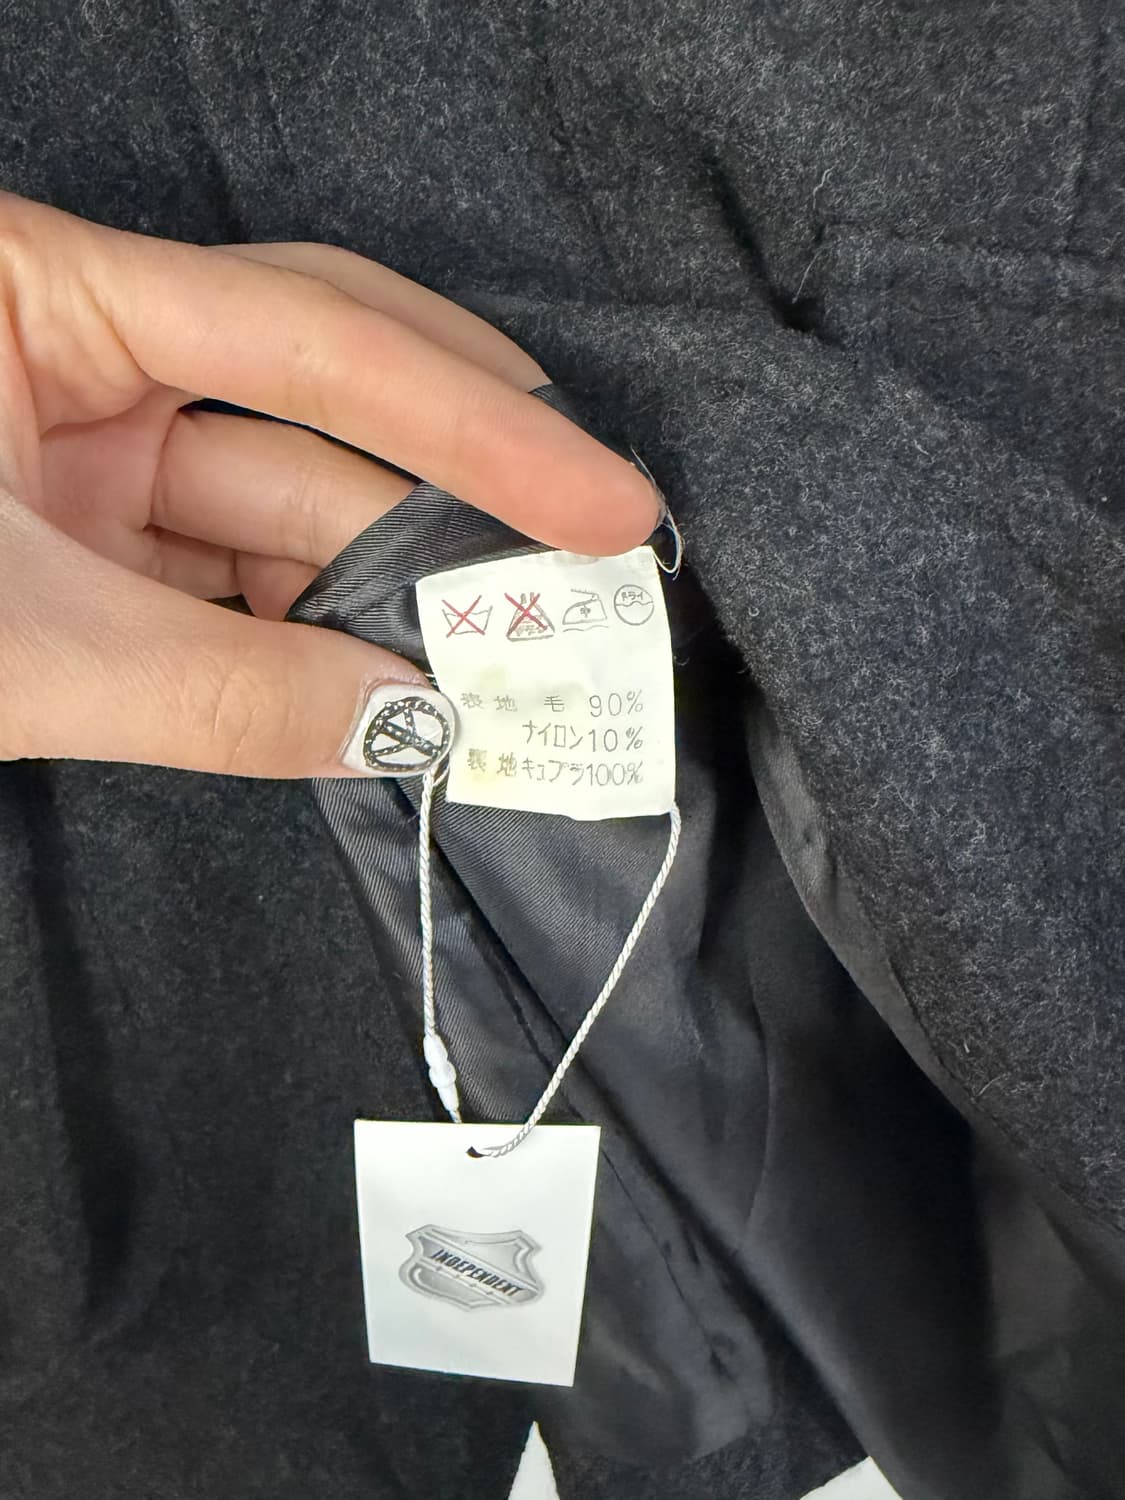 ドライ
中
表地 毛 90%
ナイロン10%
裏地キュプラ100%
INDEPENDENT